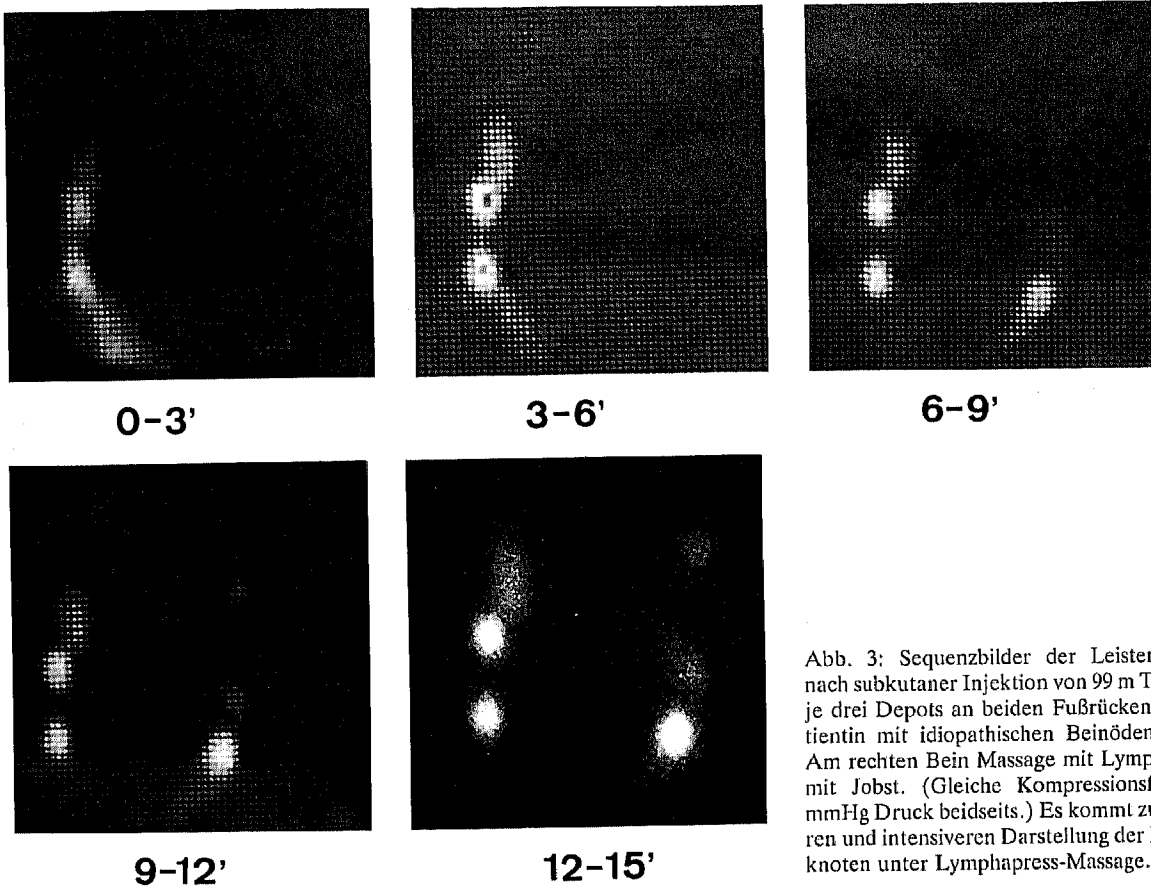 0-3'
3-6'
6-9'
9-12'
12-15'
Abb. 3: Sequenzbilder der Leisten
nach subkutaner Injektion von 99 m T
je drei Depots an beiden Fußrücken
tientin mit idiopathischen Beinöden
Am rechten Bein Massage mit Lymp
mit Jobst. (Gleiche Kompressions
mmHg Druck beidseits.) Es kommt zu
ren und intensiveren Darstellung der
knoten unter Lymphapress-Massage.